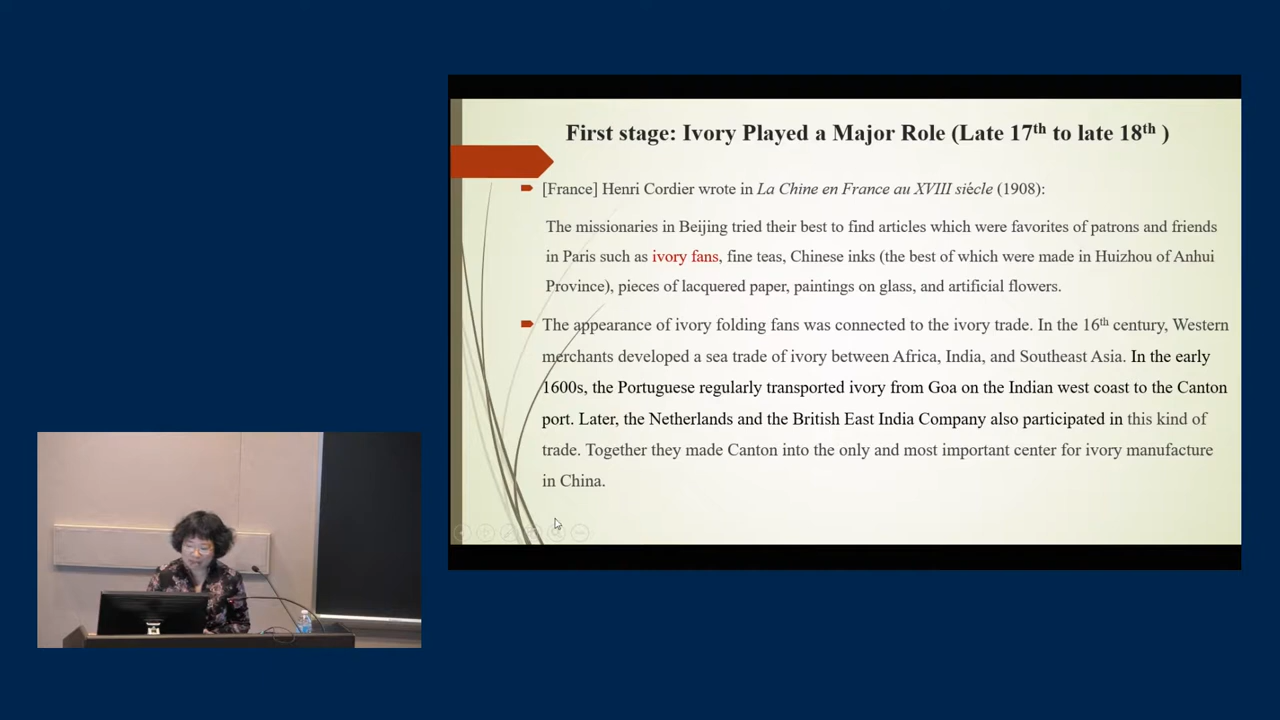 First stage: Ivory Played a Major Role (Late 17th to late 18th )
[France] Henri Cordier wrote in La Chine en France au XVIII siécle (1908):
The missionaries in Beijing tried their best to find articles which were favorites of patrons and friends
in Paris such as ivory fans, fine teas, Chinese inks (the best of which were made in Huizhou of Anhui
Province), pieces of lacquered paper, paintings on glass, and artificial flowers.
The appearance of ivory folding fans was connected to the ivory trade. In the 16th century, Western
merchants developed a sea trade of ivory between Africa, India, and Southeast Asia. In the early
1600s, the Portuguese regularly transported ivory from Goa on the Indian west coast to the Canton
port. Later, the Netherlands and the British East India Company also participated in this kind of
trade. Together they made Canton into the only and most important center for ivory manufacture
in China.